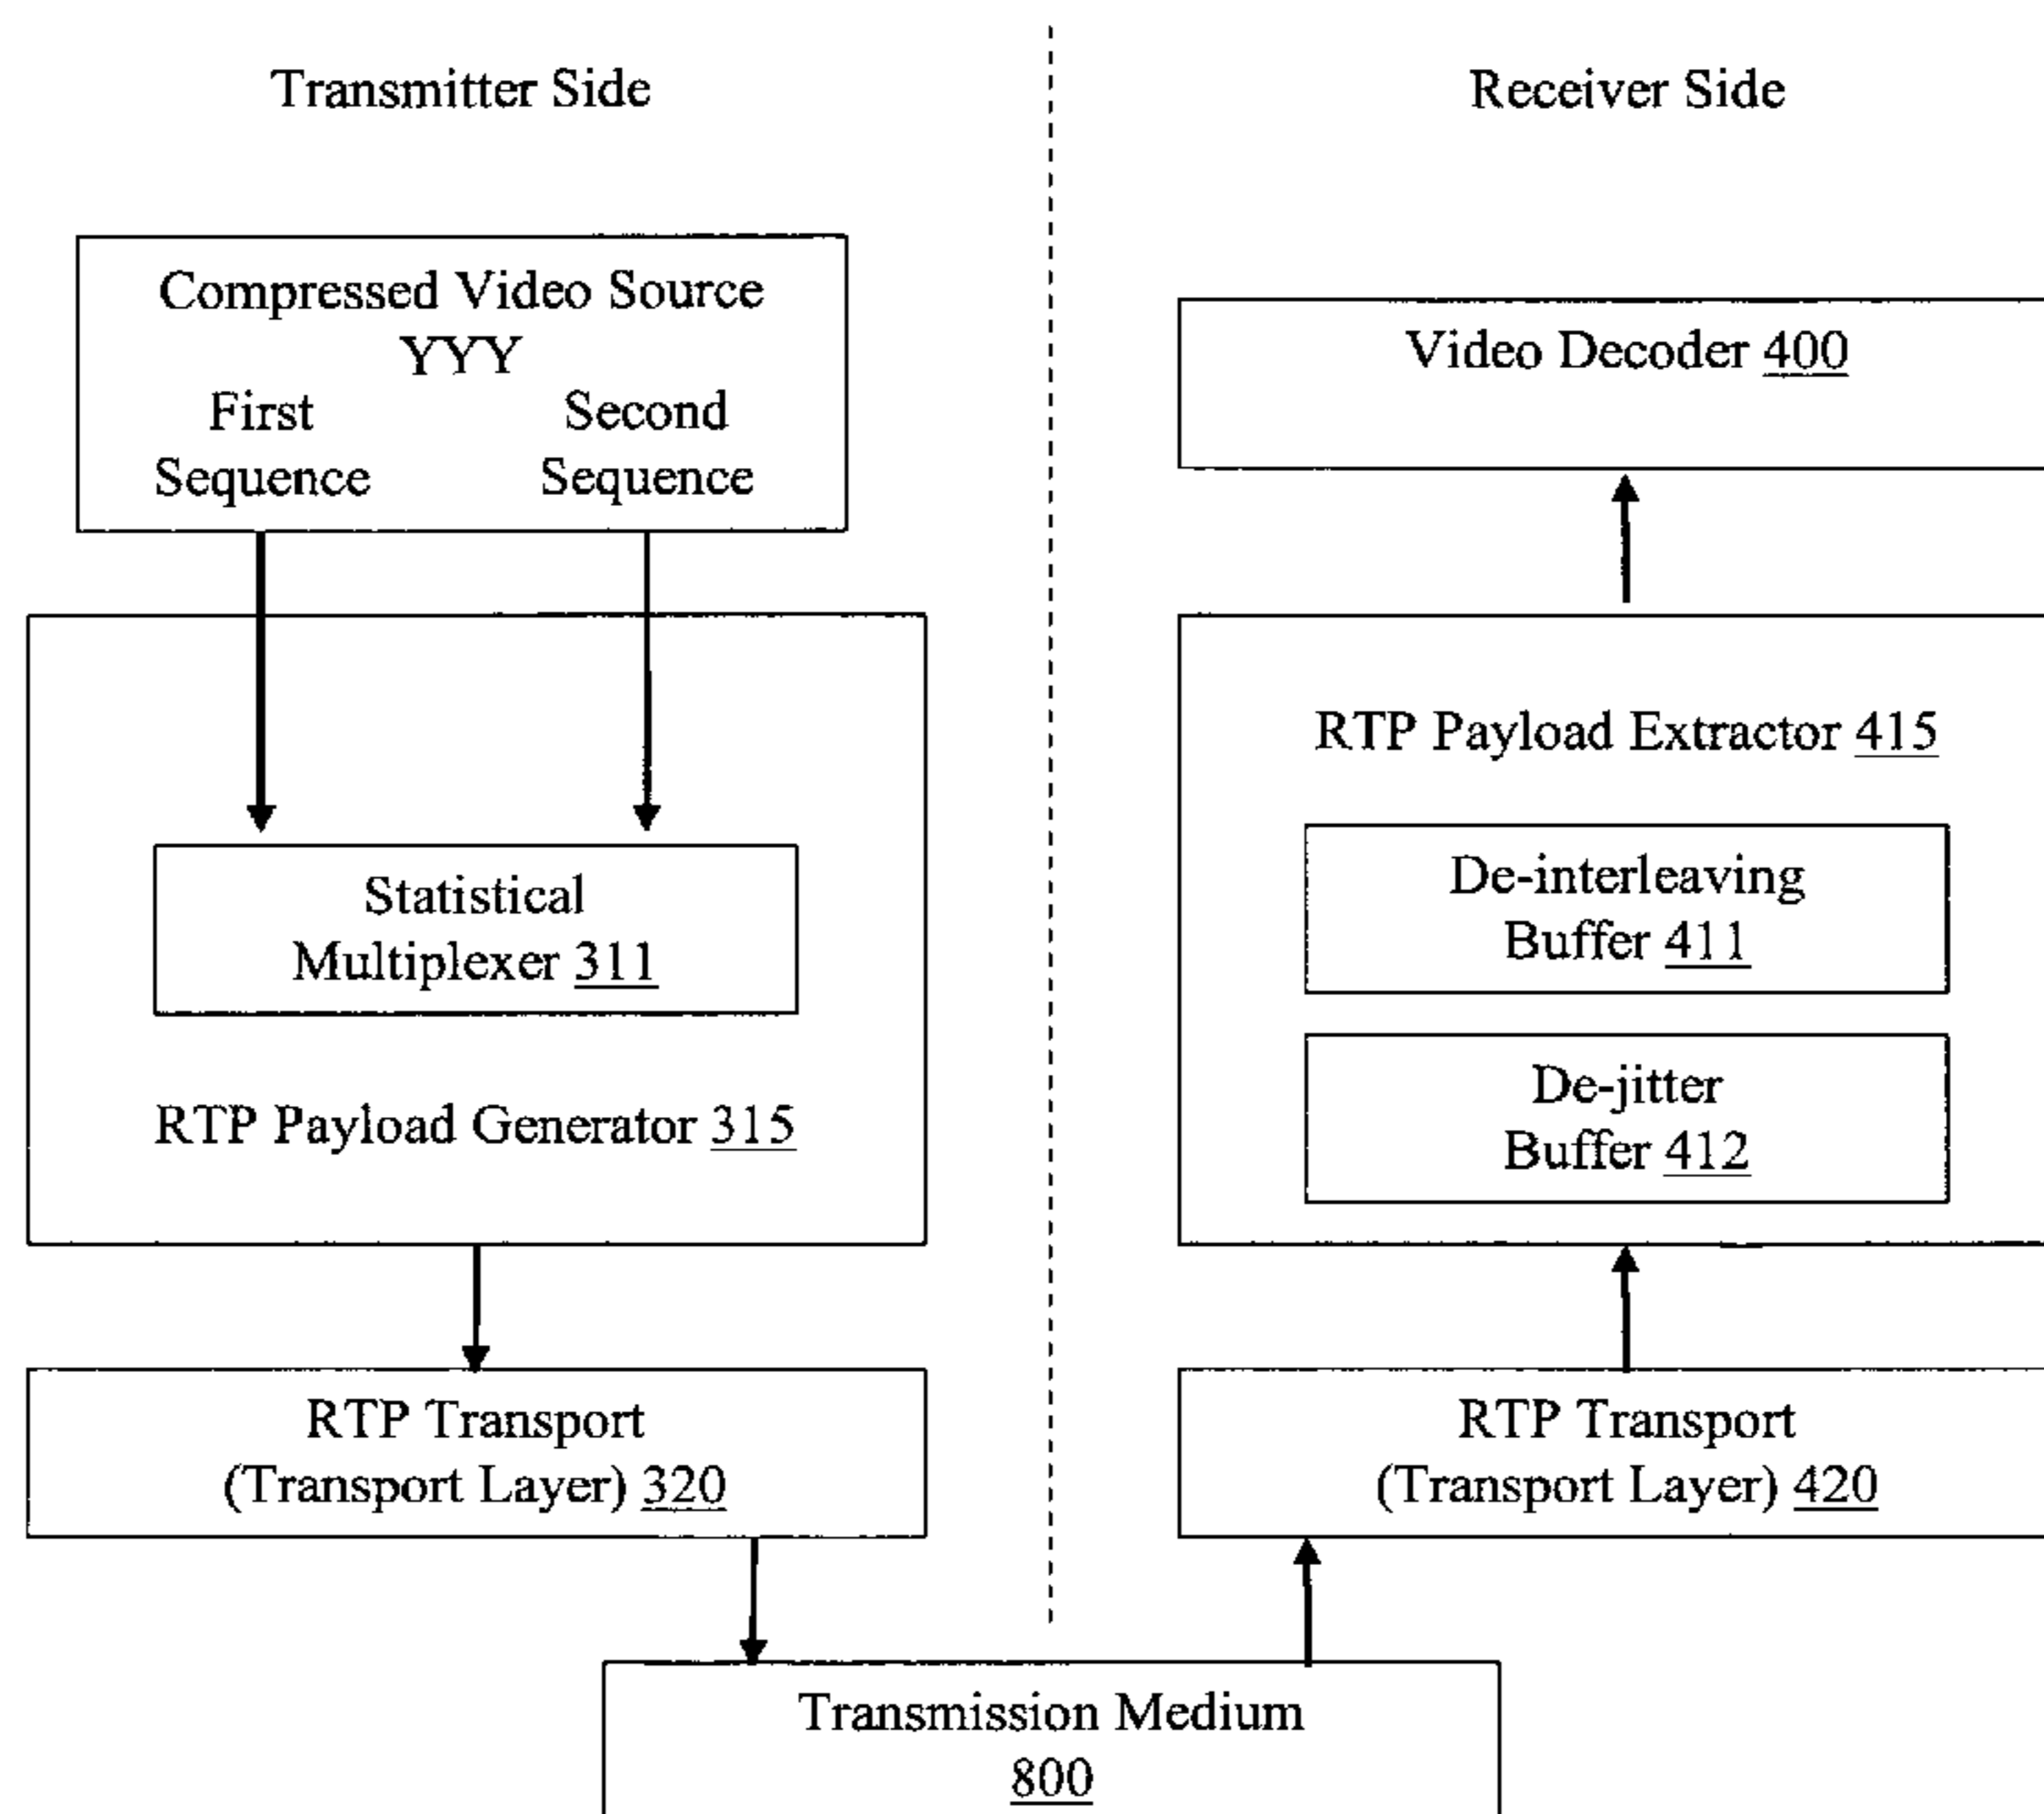 Transmitter Side
Compressed Video Source
YYY
First
Sequence
Second
Sequence
Statistical
Multiplexer 311
RTP Payload Generator 315
RTP Transport
(Transport Layer) 320
Receiver Side
Video Decoder 400
RTP Payload Extractor 415
De-interleaving
Buffer 411
De-jitter
Buffer 412
RTP Transport
(Transport Layer) 420
Transmission Medium
800